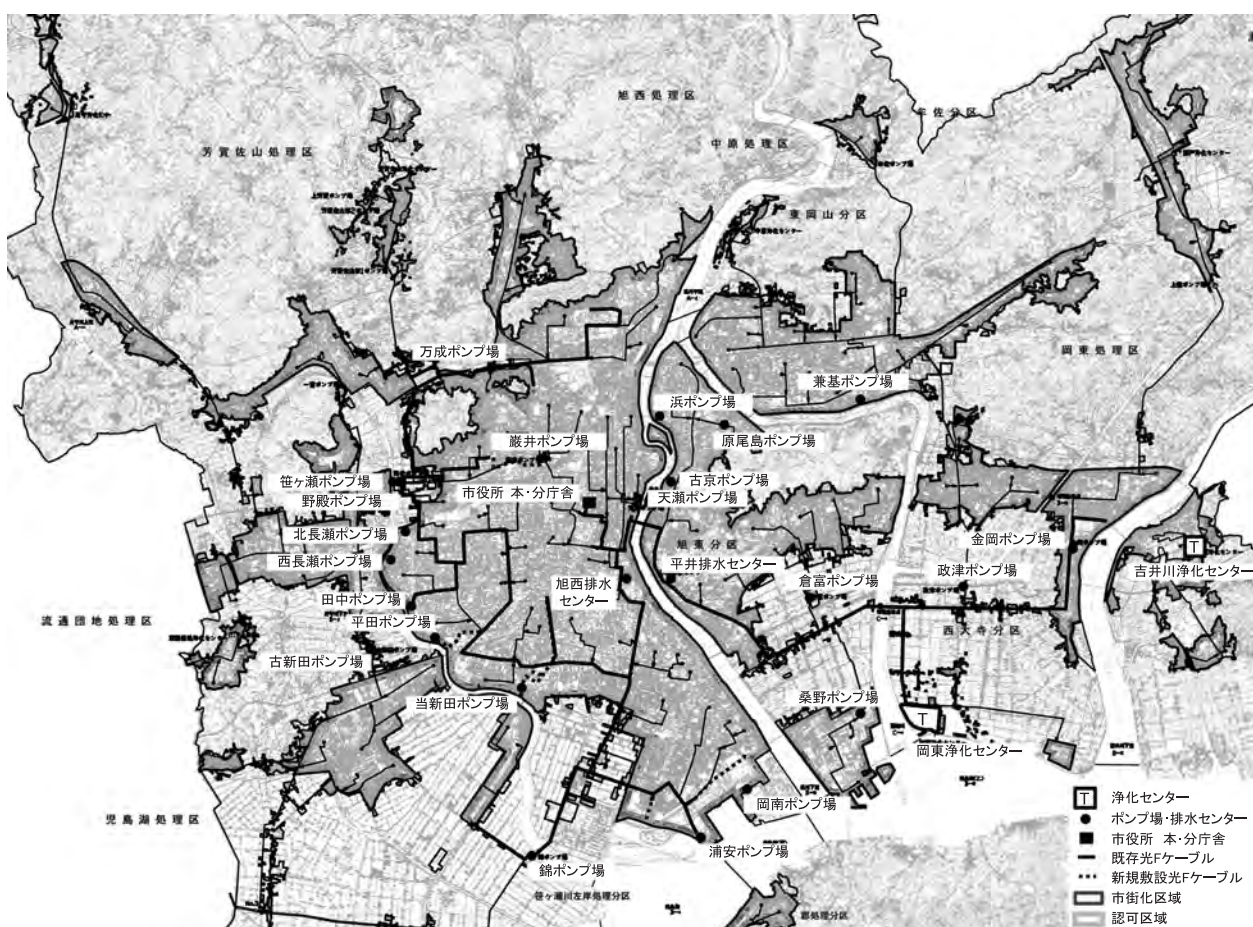 旭西処理区
牟佐分区
芳賀佐山処理区
中原処理区
東岡山分区
岡東処理区
万成ポンプ場
兼基ポンプ場
浜ポンプ場
原尾島ポンプ場
巌井ポンプ場
笹ヶ瀬ポンプ場
野殿ポンプ場
市役所 本・分庁舎
古京ポンプ場
天瀬ポンプ場
北長瀬ポンプ場
西長瀬ポンプ場
旭東分区
平井排水センター
金岡ポンプ場
T
吉井川浄化センター
旭西排水
センター
倉富ポンプ場
政津ポンプ場
田中ポンプ場
平田ポンプ場
流通団地処理区
西大寺分区
古新田ポンプ場
当新田ポンプ場
桑野ポンプ場
T
岡東浄化センター
岡南ポンプ場
児島湖処理区
浦安ポンプ場
錦ポンプ場
笹ヶ瀬川左岸処理分区
郡処理分区
T 浄化センター
ポンプ場・排水センター
市役所 本・分庁舎
既存光Fケーブル
新規敷設光Fケーブル
市街化区域
認可区域